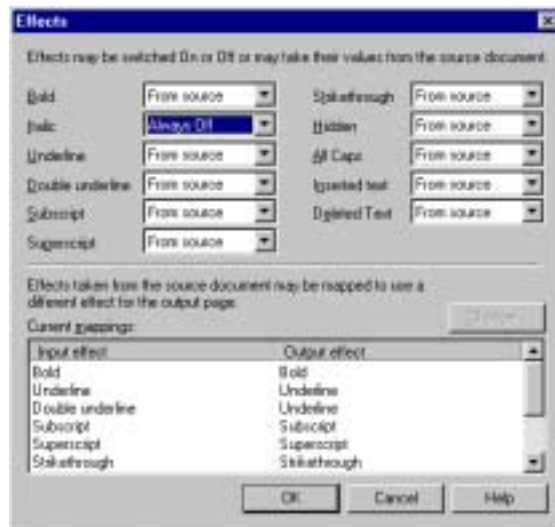 Effects
Effects may be switched On or Off or may take their values from the source document
Bold From source Strikethrough From source
Italic Always Off Hidden From source
Underline From source All Caps From source
Double underline From source Inserted text From source
Subscript From source Deleted Text From source
Superscript From source
Effects taken from the source document may be mapped to use a
different effect for the output page.
Change...
Current mappings:
Input effect Output effect
Bold Bold
Underline Underline
Double underline Underline
Subscript Subscript
Superscript Superscript
Strikethrough Strikethrough
OK Cancel Help